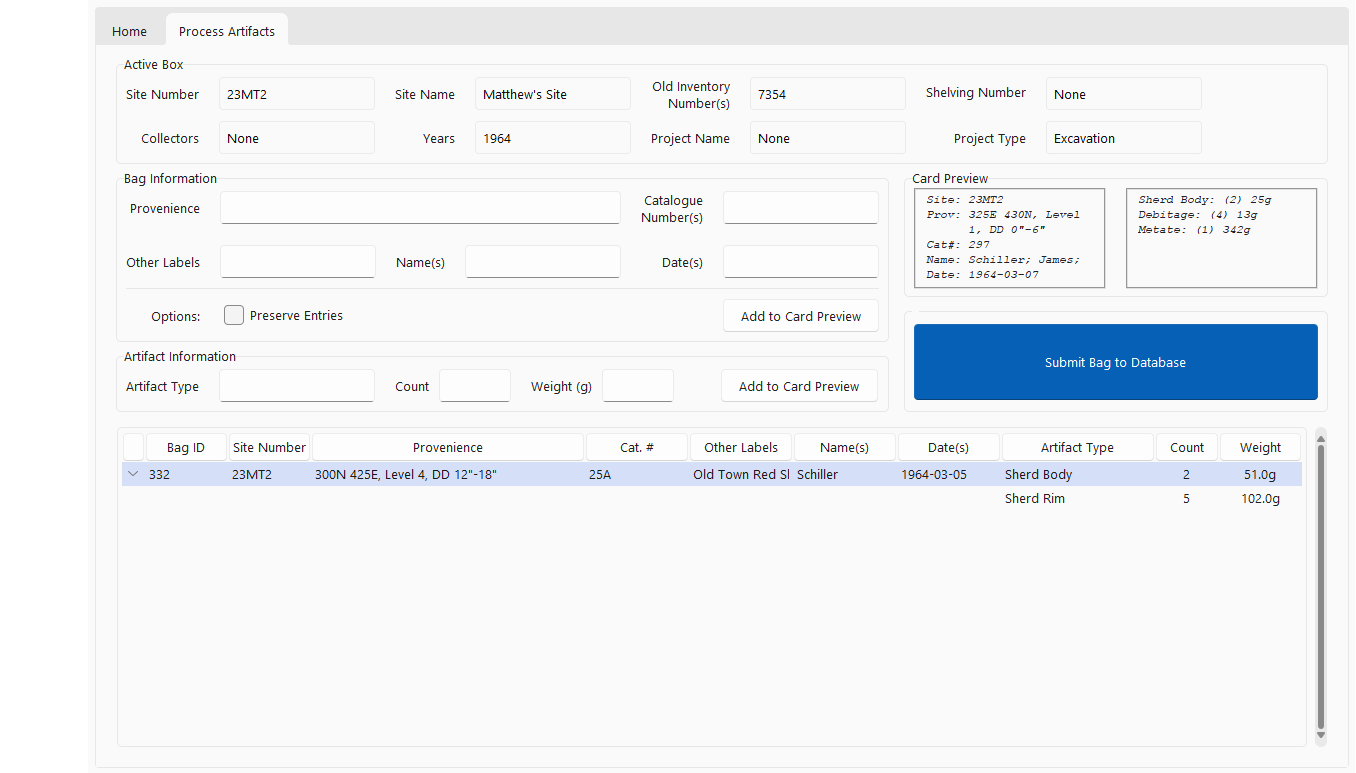 Home
Process Artifacts
Active Box
Site Number
23MT2
Site Name
Matthew's Site
Old Inventory
Number(s)
7354
Shelving Number
None
Collectors
None
Years
1964
Project Name
None
Project Type
Excavation
Bag Information
Provenience
Catalogue
Number(s)
Other Labels
Name(s)
Date(s)
Options:
Preserve Entries
Add to Card Preview
Card Preview
Site: 23MT2
Prov: 325E 430N, Level
1, DD 0"-6"
Cat#: 297
Name: Schiller; James;
Date: 1964-03-07
Sherd Body: (2) 25g
Debitage: (4) 13g
Metate: (1) 342g
Artifact Information
Artifact Type
Count
Weight (g)
Add to Card Preview
Submit Bag to Database
Bag ID Site Number Provenience Cat. # Other Labels Name(s) Date(s) Artifact Type Count Weight
332 23MT2 300N 425E, Level 4, DD 12"-18" 25A Old Town Red Sl Schiller 1964-03-05 Sherd Body 2 51.0g
Sherd Rim 5 102.0g